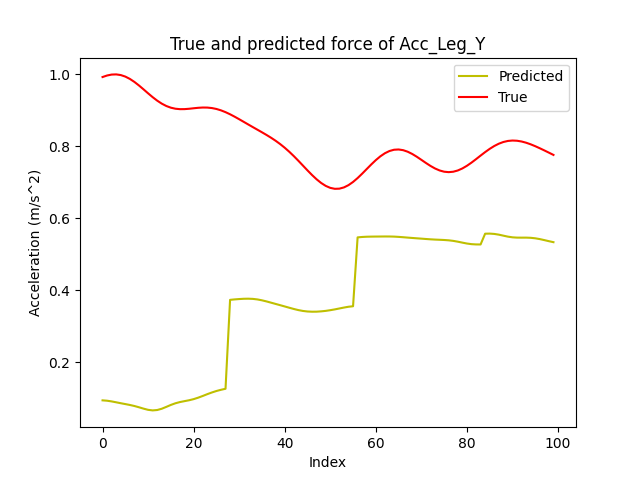 True and predicted force of Acc_Leg_Y
Predicted
True
Acceleration (m/s^2)
1.0
0.8
0.6
0.4
0.2
0 20 40 60 80 100
Index